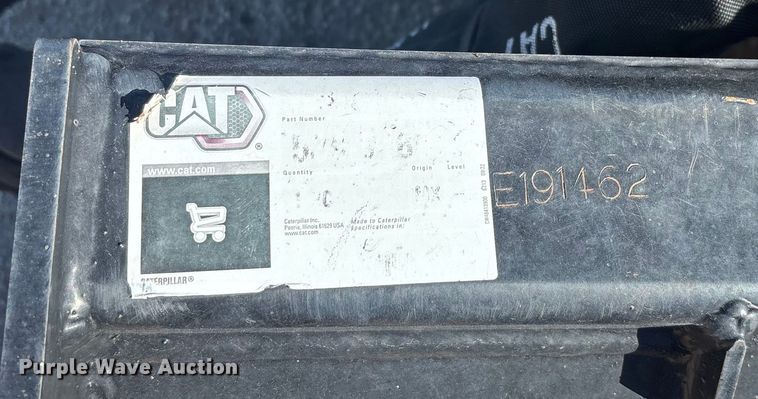 CAT
Part Number
www.cat.com
Quantity
Origin Level
Caterpillar Inc.
Peoria, Illinois 61629 USA
www.cat.com
Made to Caterpillar
Specifications in:
CATERPILLAR®
E191462
Purple Wave Auction